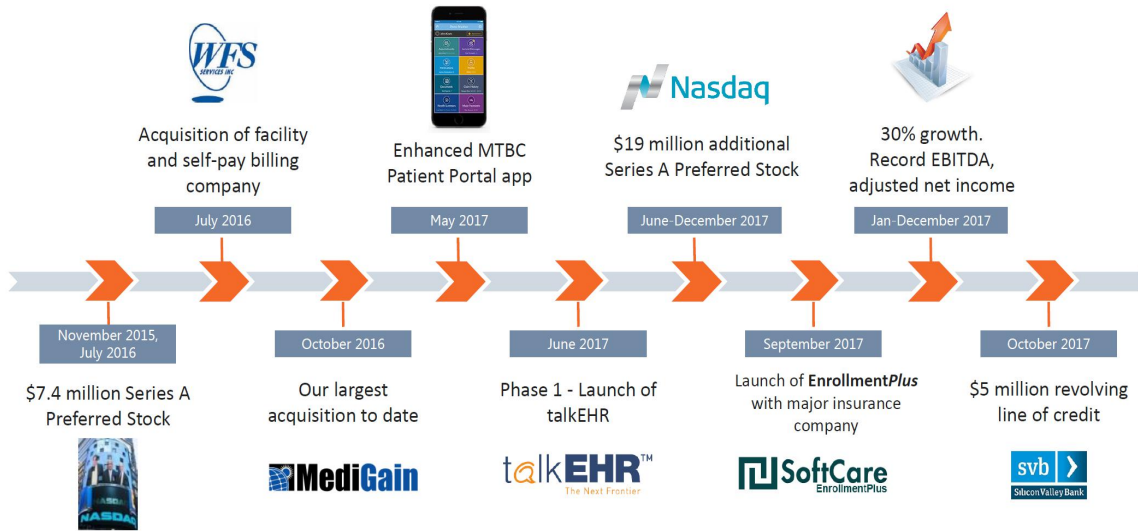 WFS
SERVICES INC
Acquisition of facility
and self-pay billing
company
July 2016
Enhanced MTBC
Patient Portal app
May 2017
Nasdaq
$19 million additional
Series A Preferred Stock
June-December 2017
30% growth.
Record EBITDA,
adjusted net income
Jan-December 2017
November 2015,
July 2016
$7.4 million Series A
Preferred Stock
NASDAQ
NASDAQ
October 2016
Our largest
acquisition to date
MediGain
June 2017
Phase 1 - Launch of
talkEHR
talkEHR™
The Next Frontier
September 2017
Launch of EnrollmentPlus
with major insurance
company
SoftCare
EnrollmentPlus
October 2017
$5 million revolving
line of credit
svb
Silicon Valley Bank